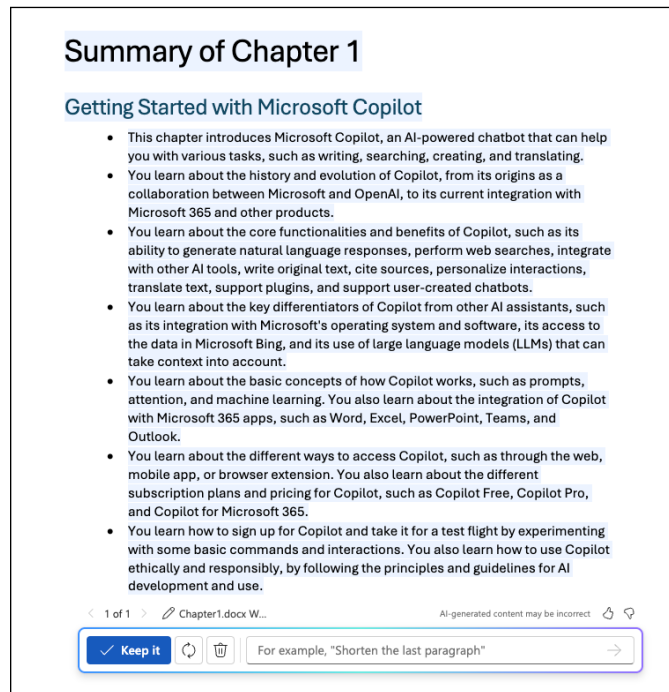 Summary of Chapter 1
Getting Started with Microsoft Copilot
• This chapter introduces Microsoft Copilot, an AI-powered chatbot that can help
you with various tasks, such as writing, searching, creating, and translating.
• You learn about the history and evolution of Copilot, from its origins as a
collaboration between Microsoft and OpenAI, to its current integration with
Microsoft 365 and other products.
• You learn about the core functionalities and benefits of Copilot, such as its
ability to generate natural language responses, perform web searches, integrate
with other AI tools, write original text, cite sources, personalize interactions,
translate text, support plugins, and support user-created chatbots.
• You learn about the key differentiators of Copilot from other AI assistants, such
as its integration with Microsoft's operating system and software, its access to
the data in Microsoft Bing, and its use of large language models (LLMs) that can
take context into account.
• You learn about the basic concepts of how Copilot works, such as prompts,
attention, and machine learning. You also learn about the integration of Copilot
with Microsoft 365 apps, such as Word, Excel, PowerPoint, Teams, and
Outlook.
• You learn about the different ways to access Copilot, such as through the web,
mobile app, or browser extension. You also learn about the different
subscription plans and pricing for Copilot, such as Copilot Free, Copilot Pro,
and Copilot for Microsoft 365.
• You learn how to sign up for Copilot and take it for a test flight by experimenting
with some basic commands and interactions. You also learn how to use Copilot
ethically and responsibly, by following the principles and guidelines for AI
development and use.
1 of 1 Chapter1.docx W... AI-generated content may be incorrect
Keep it For example, "Shorten the last paragraph"